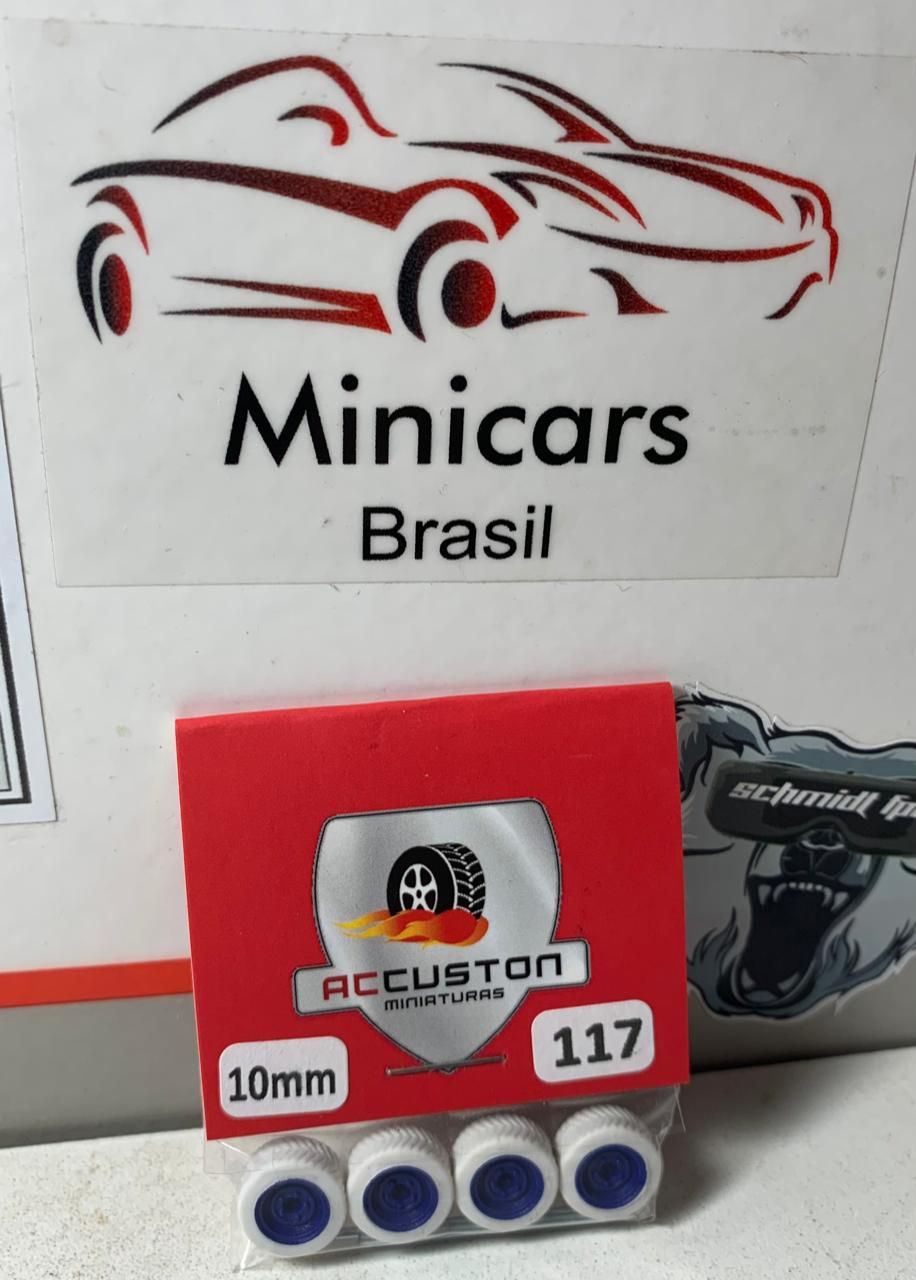 Minicars
Brasil
schmidt
ACCUSTON
MINIATURAS
10mm
117